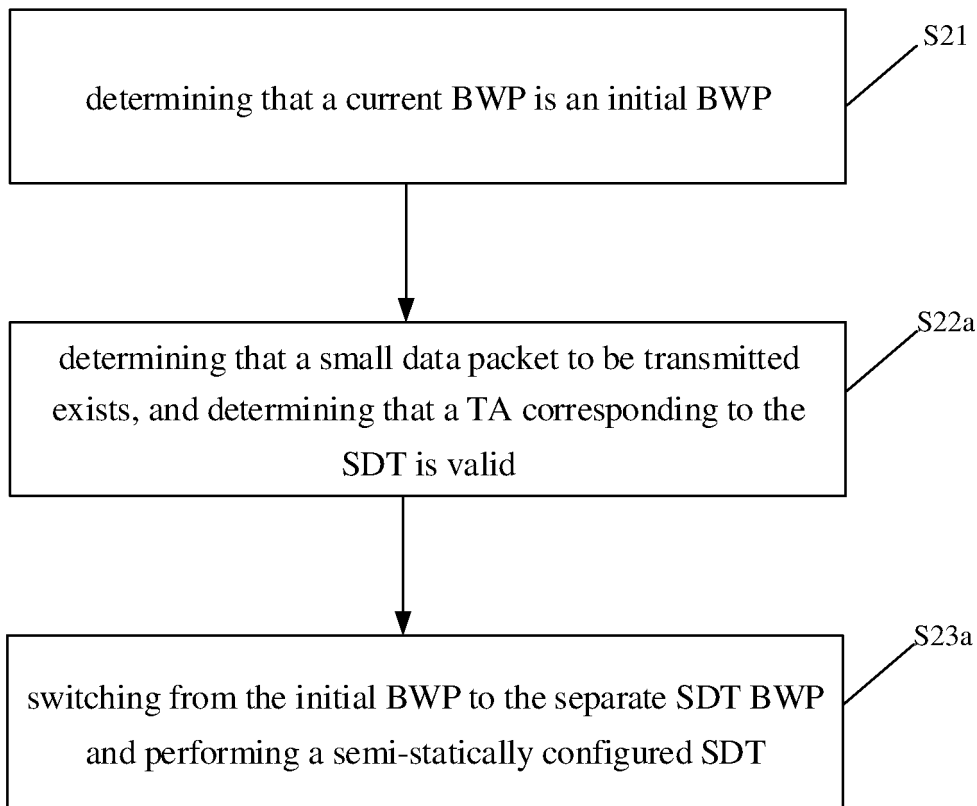 S21
determining that a current BWP is an initial BWP
S22a
determining that a small data packet to be transmitted
exists, and determining that a TA corresponding to the
SDT is valid
S23a
switching from the initial BWP to the separate SDT BWP
and performing a semi-statically configured SDT